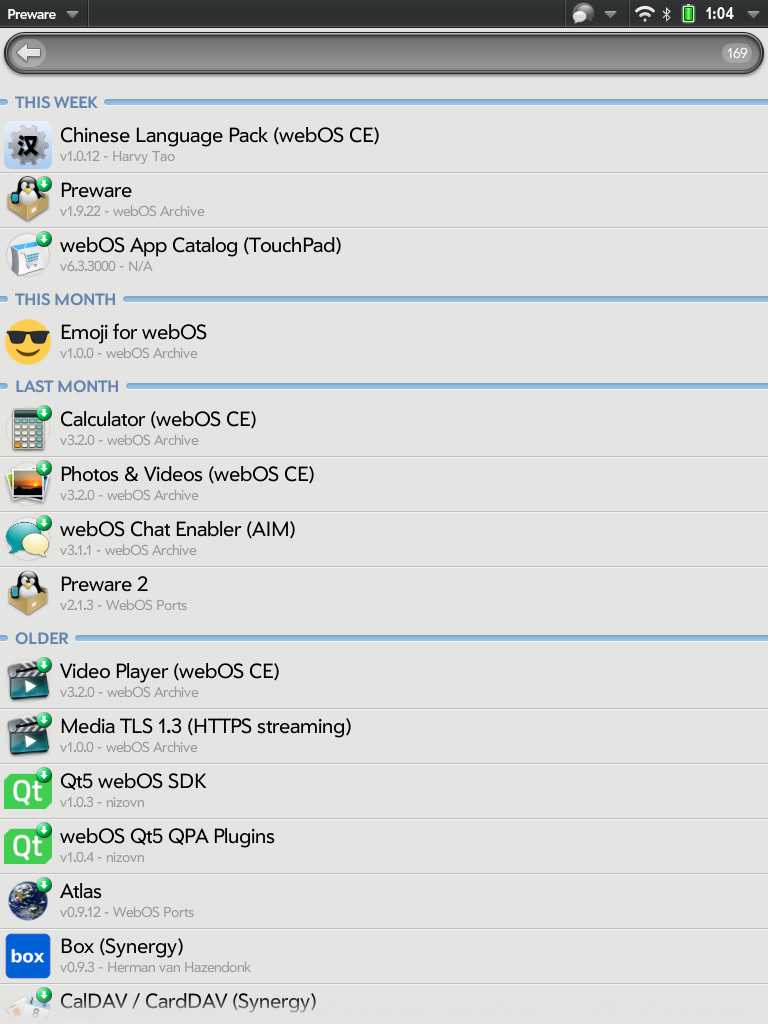 Preware
1:04
169
THIS WEEK
汉
Chinese Language Pack (webOS CE)
v1.0.12 - Harvy Tao
Preware
v1.9.22 - webOS Archive
webOS App Catalog (TouchPad)
v6.3.3000 - N/A
THIS MONTH
Emoji for webOS
v1.0.0 - webOS Archive
LAST MONTH
Calculator (webOS CE)
v3.2.0 - webOS Archive
Photos & Videos (webOS CE)
v3.2.0 - webOS Archive
webOS Chat Enabler (AIM)
v3.1.1 - webOS Archive
Preware 2
v2.1.3 - WebOS Ports
OLDER
Video Player (webOS CE)
v3.2.0 - webOS Archive
Media TLS 1.3 (HTTPS streaming)
v1.0.0 - webOS Archive
Qt
Qt5 webOS SDK
v1.0.3 - nizovn
Qt
webOS Qt5 QPA Plugins
v1.0.4 - nizovn
Atlas
v0.9.12 - WebOS Ports
box
Box (Synergy)
v0.9.3 - Herman van Hazendonk
8
CalDAV / CardDAV (Synergy)